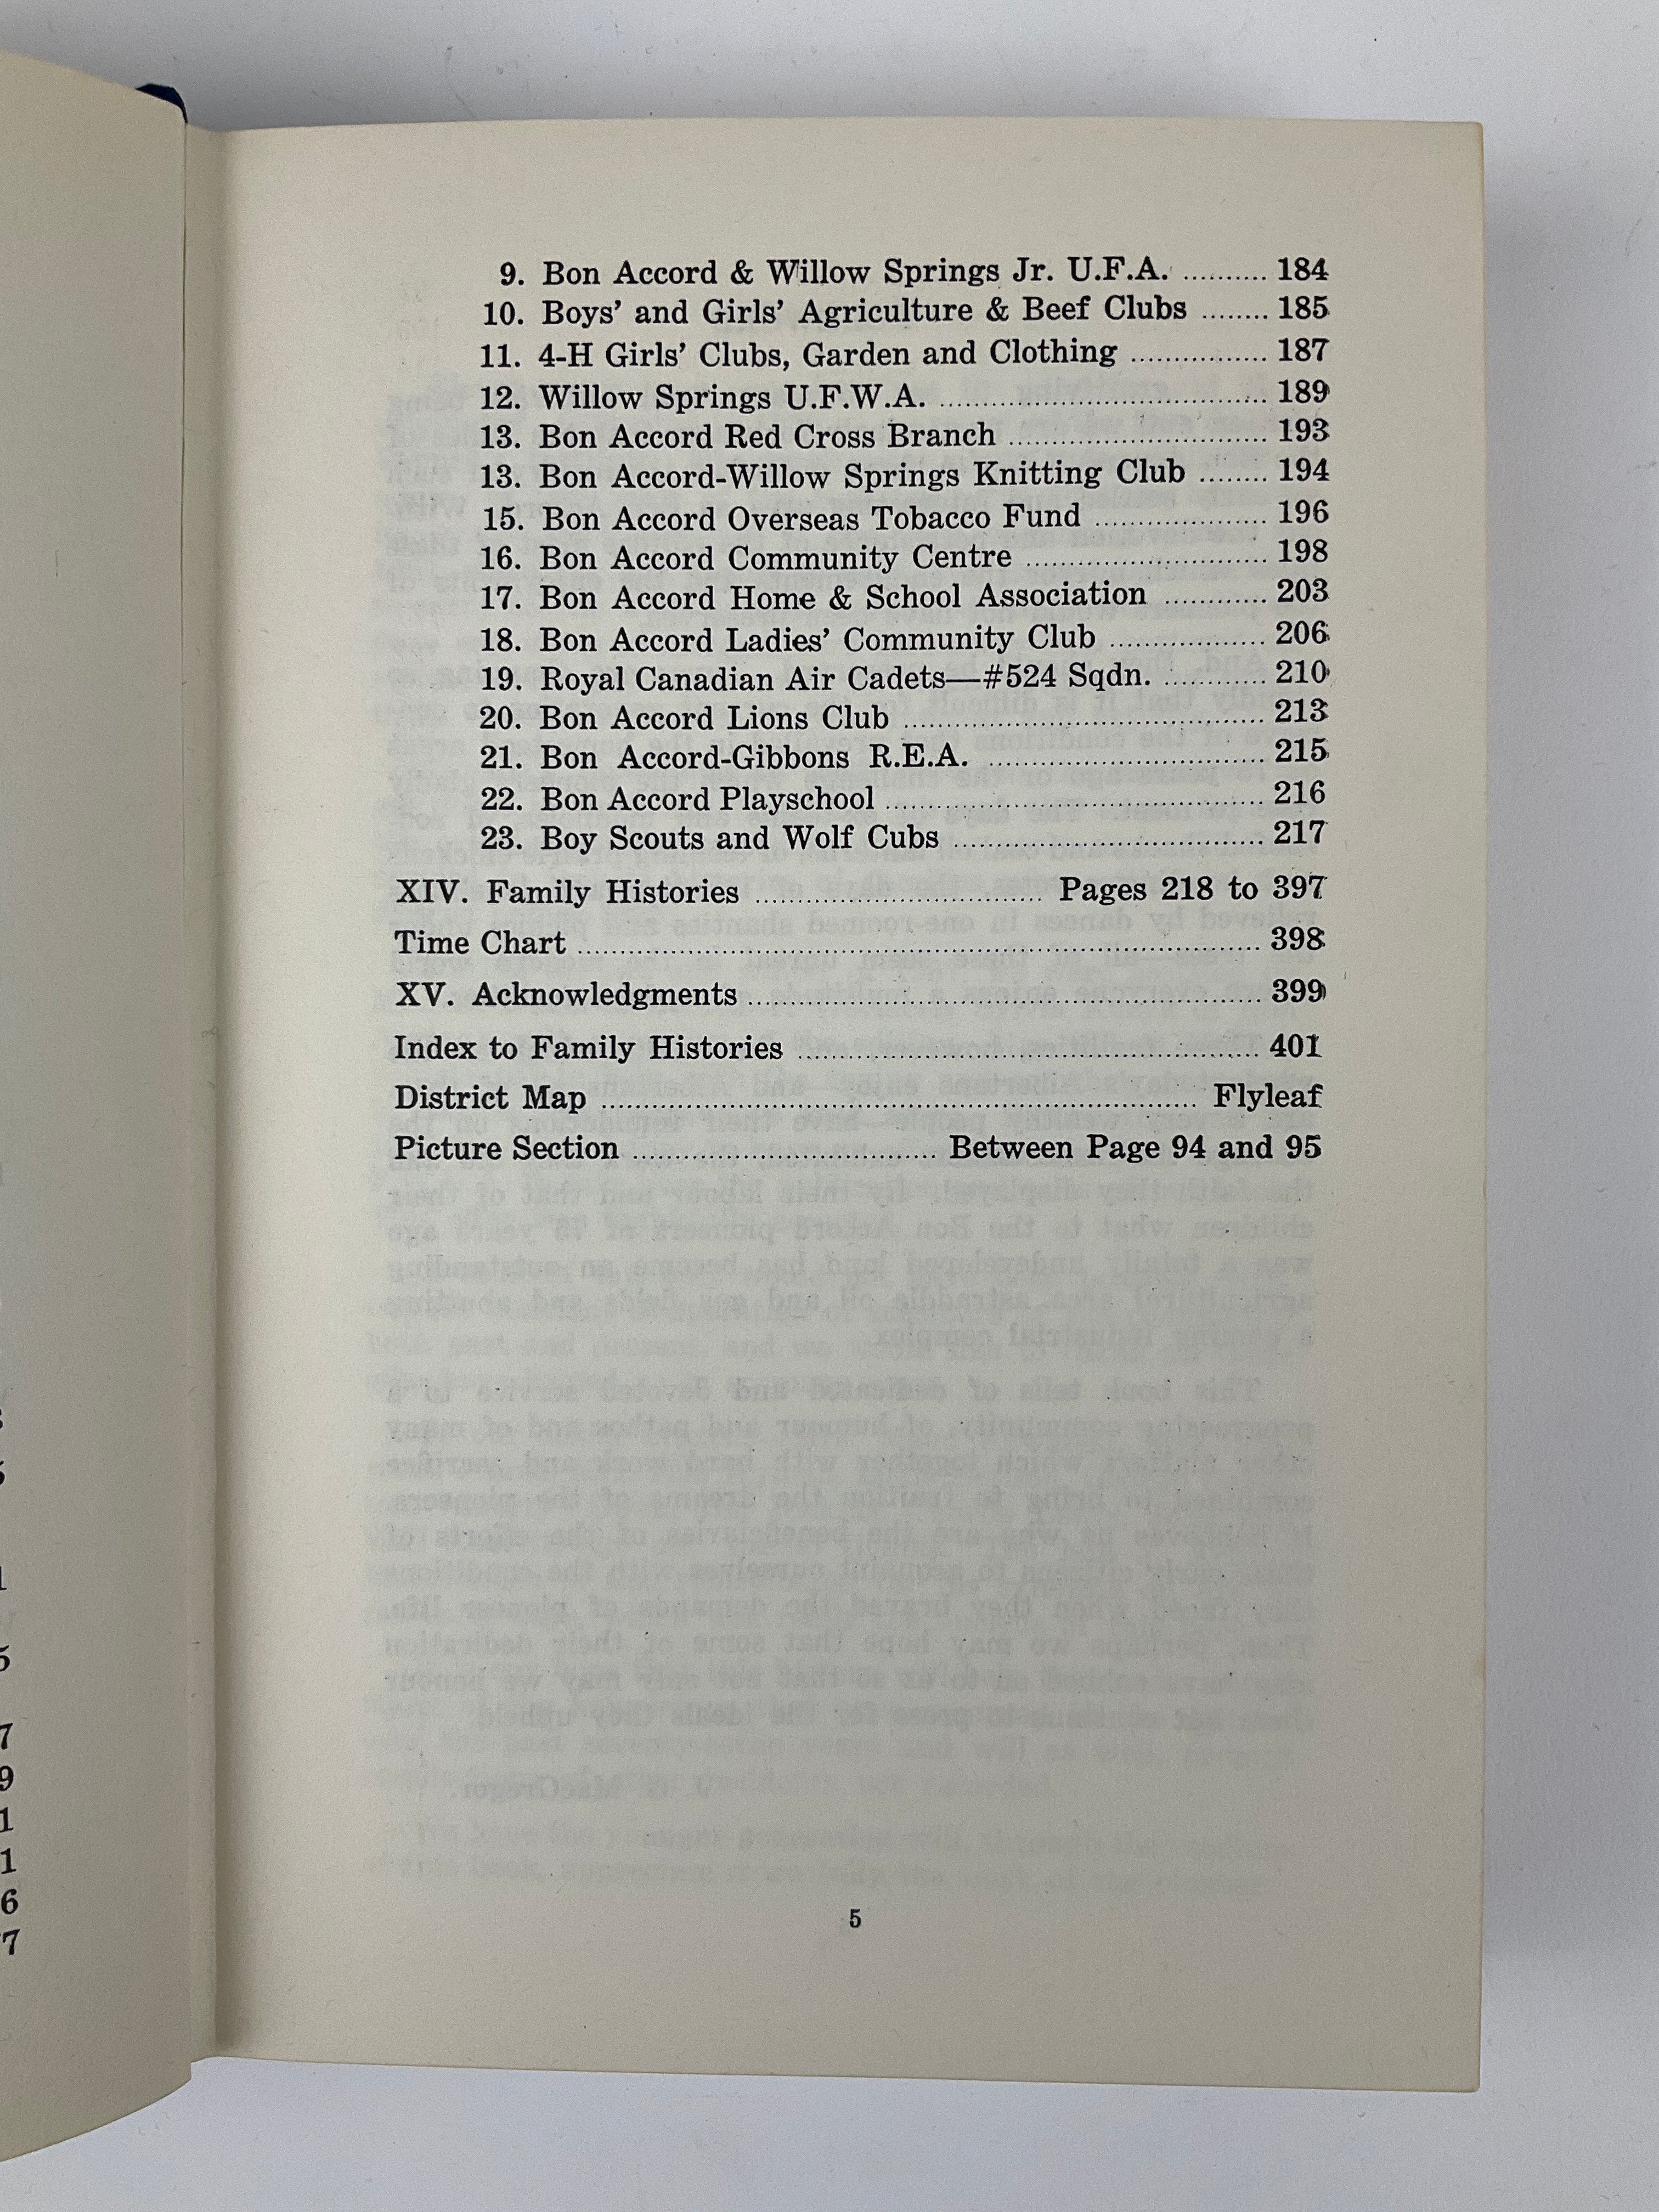 9. Bon Accord & Willow Springs Jr. U.F.A. .......... 184
10. Boys' and Girls' Agriculture & Beef Clubs ........ 185
11. 4-H Girls' Clubs, Garden and Clothing ................ 187
12. Willow Springs U.F.W.A. ...................................... 189
13. Bon Accord Red Cross Branch .............................. 193
13. Bon Accord-Willow Springs Knitting Club ........ 194
15. Bon Accord Overseas Tobacco Fund .................... 196
16. Bon Accord Community Centre ............................ 198
17. Bon Accord Home & School Association ............ 203
18. Bon Accord Ladies' Community Club .................. 206
19. Royal Canadian Air Cadets—#524 Sqdn. ............ 210
20. Bon Accord Lions Club .......................................... 213
21. Bon Accord-Gibbons R.E.A. ................................ 215
22. Bon Accord Playschool ............................................ 216
23. Boy Scouts and Wolf Cubs .................................... 217
XIV. Family Histories ................................. Pages 218 to 397
Time Chart ................................................................................ 398
XV. Acknowledgments ............................................................ 399
Index to Family Histories ...................................................... 401
District Map ...................................................................... Flyleaf
Picture Section ................................... Between Page 94 and 95
5